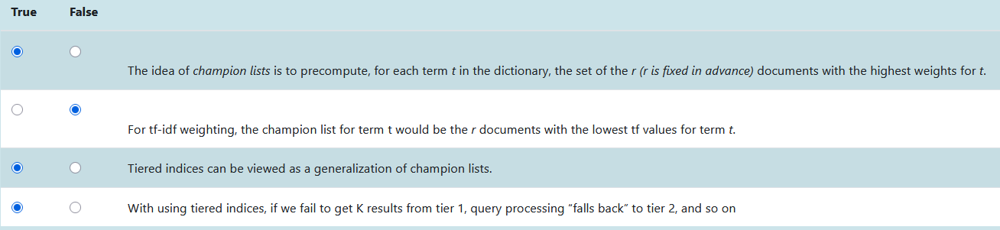 True False
The idea of champion lists is to precompute, for each term t in the dictionary, the set of the r (r is fixed in advance) documents with the highest weights for t.
For tf-idf weighting, the champion list for term t would be the r documents with the lowest tf values for term t.
Tiered indices can be viewed as a generalization of champion lists.
With using tiered indices, if we fail to get K results from tier 1, query processing “falls back” to tier 2, and so on